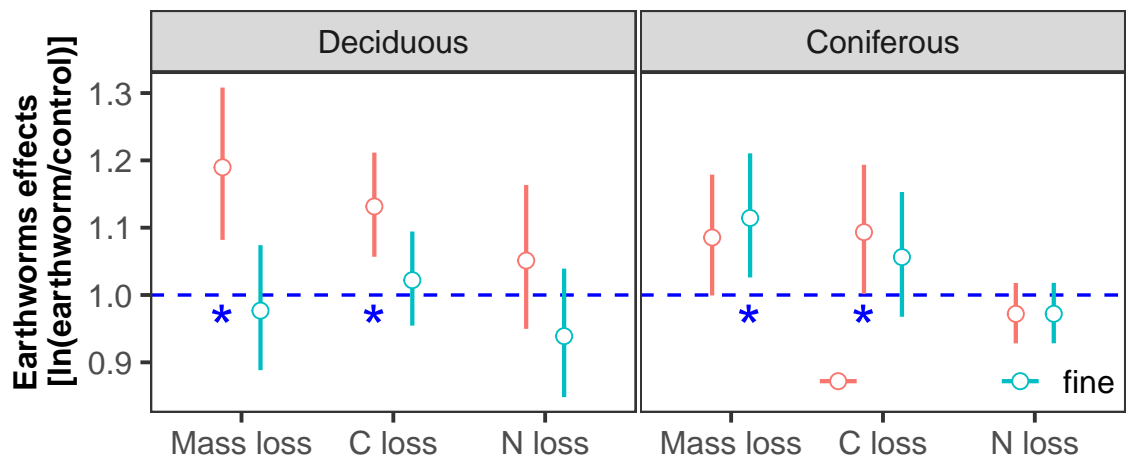 Deciduous
Coniferous
Earthworms effects
[ln(earthworm/control)]
1.3
1.2
1.1
1.0
0.9
*
*
*
*
fine
Mass loss
C loss
N loss
Mass loss
C loss
N loss